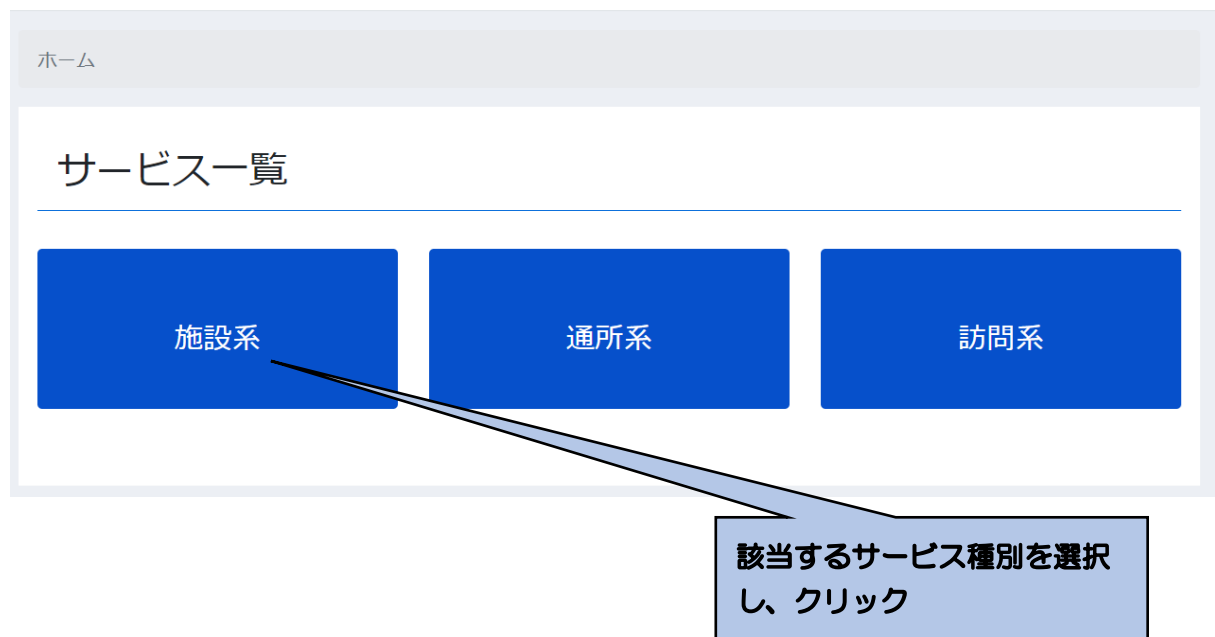 ホーム
サービス一覧
施設系
通所系
訪問系
該当するサービス種別を選択
し、クリック